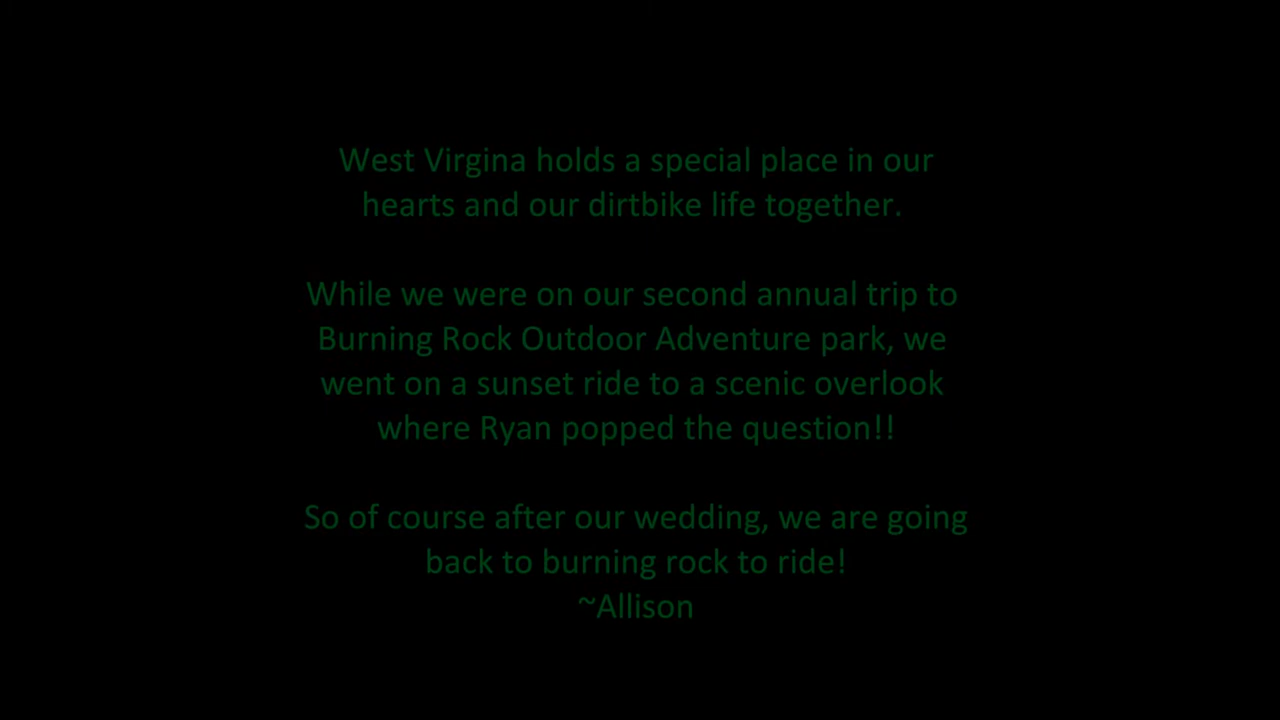 West Virgina holds a special place in our
hearts and our dirtbike life together.
While we were on our second annual trip to
Burning Rock Outdoor Adventure park, we
went on a sunset ride to a scenic overlook
where Ryan popped the question!!
So of course after our wedding, we are going
back to burning rock to ride!
~Allison